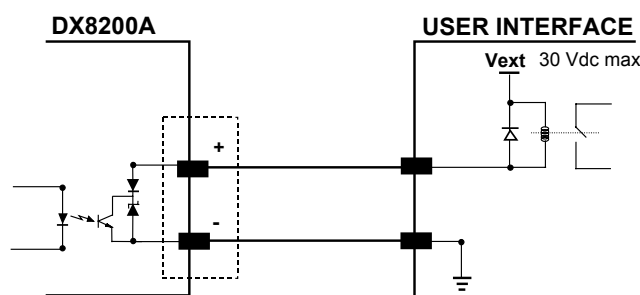 DX8200A
USER INTERFACE
Vext 30 Vdc max
+
-